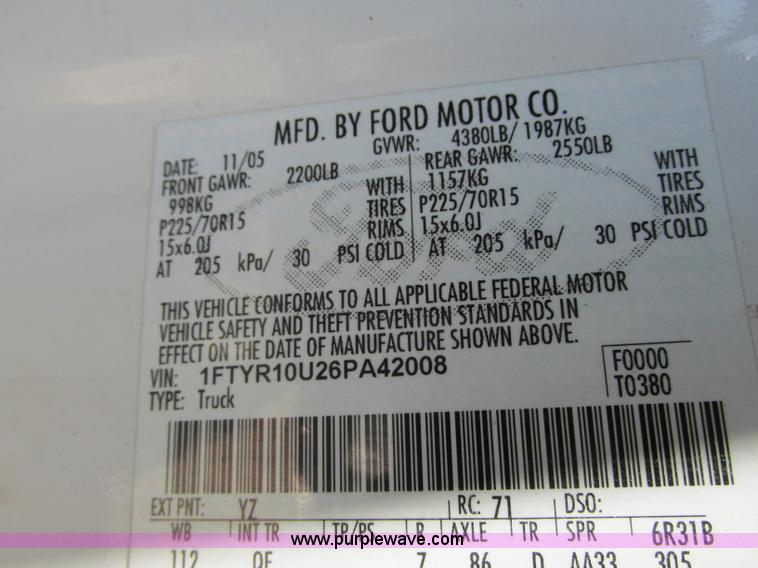 MFD. BY FORD MOTOR CO.
DATE: 11/05 GVWR: 4380LB/ 1987KG
FRONT GAWR: 2200LB REAR GAWR: 2550LB
998KG WITH 1157KG WITH
P225/70R15 TIRES P225/70R15 TIRES
15x6.0J RIMS 15x6.0J RIMS
AT 205 kPa/ 30 PSI COLD AT 205 kPa/ 30 PSI COLD
Ford
THIS VEHICLE CONFORMS TO ALL APPLICABLE FEDERAL MOTOR
VEHICLE SAFETY AND THEFT PREVENTION STANDARDS IN
EFFECT ON THE DATE OF MANUFACTURE SHOWN ABOVE.
VIN: 1FTYR10U26PA42008 F0000
TYPE: Truck T0380
EXT PNT: YZ RC: 71 DSO:
WB INT TR TP/PS R AXLE TR SPR 6R31B
112 7 86 D AA33 305
www.purplewave.com